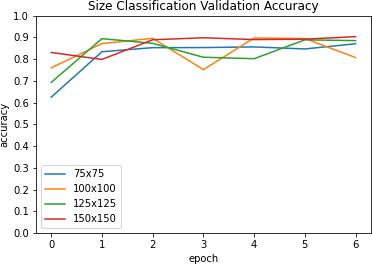 Size Classification Validation Accuracy
1.0
0.9
0.8
0.7
0.6
0.5
0.4
0.3
0.2
0.1
0.0
accuracy
75x75
100x100
125x125
150x150
0 1 2 3 4 5 6
epoch